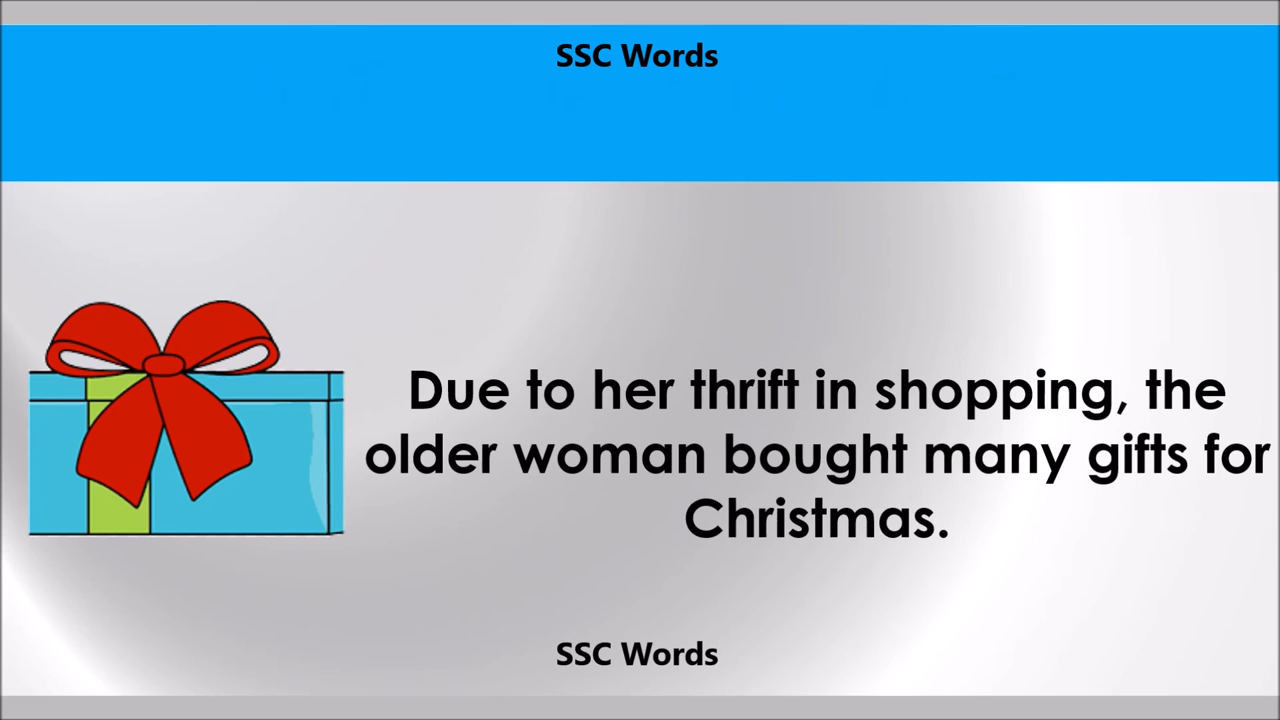 SSC Words
Due to her thrift in shopping, the
older woman bought many gifts for
Christmas.
SSC Words